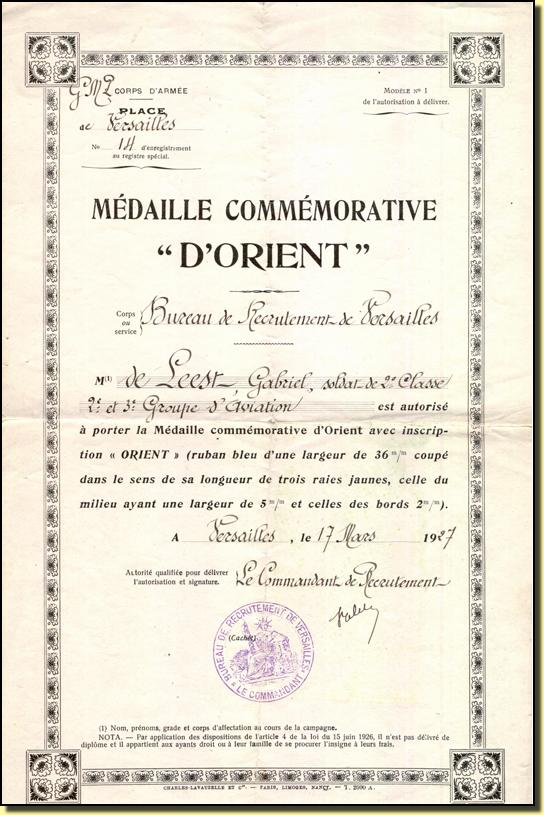 G.M.P. CORPS D'ARMÉE
PLACE
de Versailles
No 14 d'enregistrement
au registre spécial.
MODÈLE No 1
de l'autorisation à délivrer.
MÉDAILLE COMMÉMORATIVE
“D'ORIENT”
Corps
ou
service
Bureau de Recrutement de Versailles
M(1) de Leest, Gabriel, soldat de 2e Classe
2e et 3e Groupe d'Aviation est autorisé
à porter la Médaille commémorative d'Orient avec inscrip-
tion « ORIENT » (ruban bleu d'une largeur de 36 m/m coupé
dans le sens de sa longueur de trois raies jaunes, celle du
milieu ayant une largeur de 5 m/m et celles des bords 2 m/m).
A Versailles, le 17 Mars 1927
Autorité qualifiée pour délivrer
l'autorisation et signature.
Le Commandant de Recrutement
(Cachet)
BUREAU DE RECRUTEMENT DE VERSAILLES
LE COMMANDANT
(1) Nom, prénoms, grade et corps d'affectation au cours de la campagne.
NOTA. — Par application des dispositions de l'article 4 de la loi du 15 juin 1926, il n'est pas délivré de
diplôme et il appartient aux ayants droit ou à leur famille de se procurer l'insigne à leurs frais.
CHARLES-LAVAUZELLE ET Cie. — PARIS, LIMOGES, NANCY. — T. 2000 A.